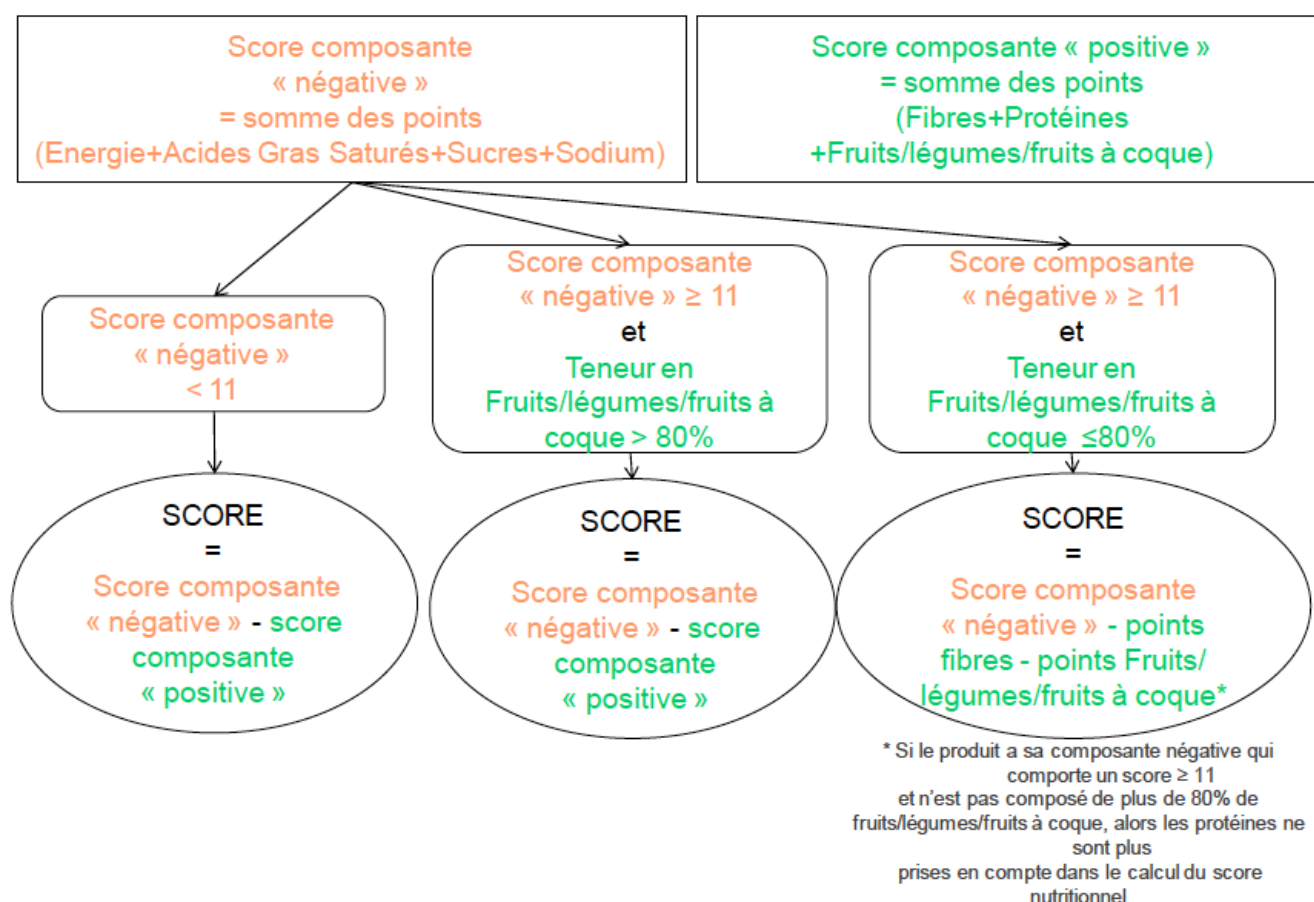 Score composante
« négative »
= somme des points
(Energie+Acides Gras Saturés+Sucres+Sodium)
Score composante « positive »
= somme des points
(Fibres+Protéines
+Fruits/légumes/fruits à coque)
Score composante
« négative »
< 11
Score composante
« négative » ≥ 11
et
Teneur en
Fruits/légumes/fruits à
coque > 80%
Score composante
« négative » ≥ 11
et
Teneur en
Fruits/légumes/fruits à
coque ≤80%
SCORE
=
Score composante
« négative » - score
composante
« positive »
SCORE
=
Score composante
« négative » - score
composante
« positive »
SCORE
=
Score composante
« négative » - points
fibres - points Fruits/
légumes/fruits à coque*
* Si le produit a sa composante négative qui
comporte un score ≥ 11
et n'est pas composé de plus de 80% de
fruits/légumes/fruits à coque, alors les protéines ne
sont plus
prises en compte dans le calcul du score
nutritionnel